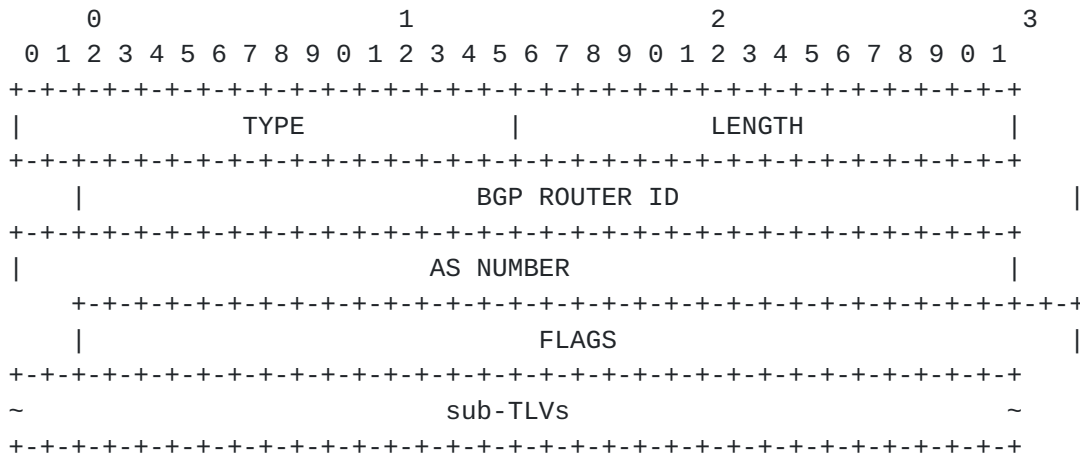 0 1 2 3
0 1 2 3 4 5 6 7 8 9 0 1 2 3 4 5 6 7 8 9 0 1 2 3 4 5 6 7 8 9 0 1
+-+-+-+-+-+-+-+-+-+-+-+-+-+-+-+-+-+-+-+-+-+-+-+-+-+-+-+-+-+-+-+-+
| TYPE | LENGTH |
+-+-+-+-+-+-+-+-+-+-+-+-+-+-+-+-+-+-+-+-+-+-+-+-+-+-+-+-+-+-+-+-+
| BGP ROUTER ID |
+-+-+-+-+-+-+-+-+-+-+-+-+-+-+-+-+-+-+-+-+-+-+-+-+-+-+-+-+-+-+-+-+
| AS NUMBER |
+-+-+-+-+-+-+-+-+-+-+-+-+-+-+-+-+-+-+-+-+-+-+-+-+-+-+-+-+-+-+-+-+
| FLAGS |
+-+-+-+-+-+-+-+-+-+-+-+-+-+-+-+-+-+-+-+-+-+-+-+-+-+-+-+-+-+-+-+-+
~ sub-TLVs ~
+-+-+-+-+-+-+-+-+-+-+-+-+-+-+-+-+-+-+-+-+-+-+-+-+-+-+-+-+-+-+-+-+